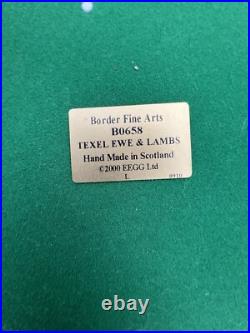 Border Fine Arts
B0658
TEXEL EWE & LAMBS
Hand Made in Scotland
©2000 EEGG Ltd
L